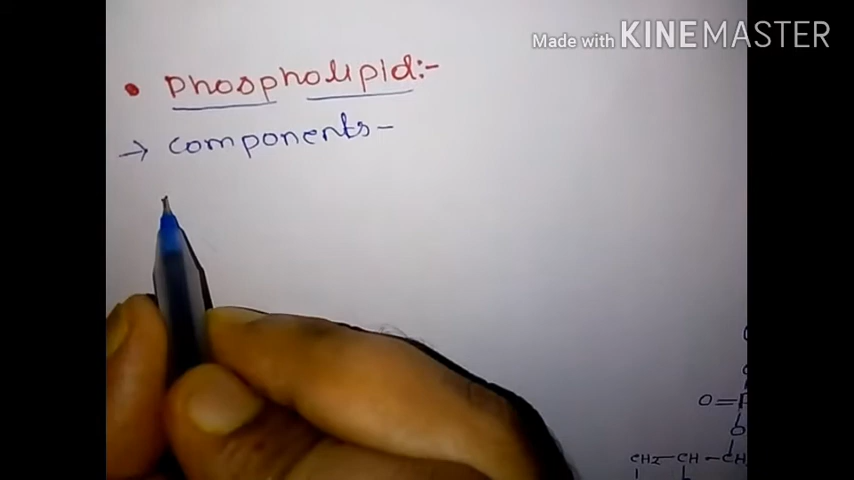 Made with KINEMASTER
• Phospholipid:-
→ Components-
O=P
O
CH2-CH-CH